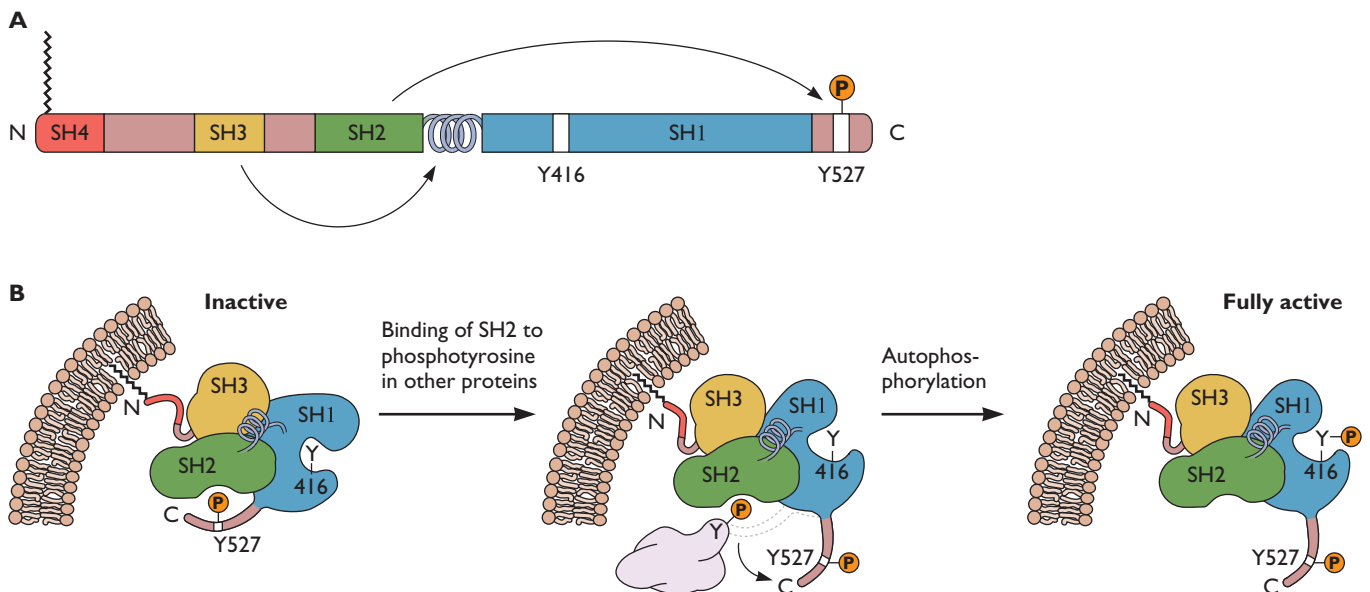 A
P
N SH4 SH3 SH2 SH1 C
Y416 Y527
B
Inactive
Binding of SH2 to
phosphotyrosine
in other proteins
Autophos-
phorylation
Fully active
N
SH3
SH1
SH2
Y
416
P
C
Y527
N
SH3
SH1
SH2
Y
416
P
Y
Y527
P
C
N
SH3
SH1
SH2
Y
P
416
Y527
P
C